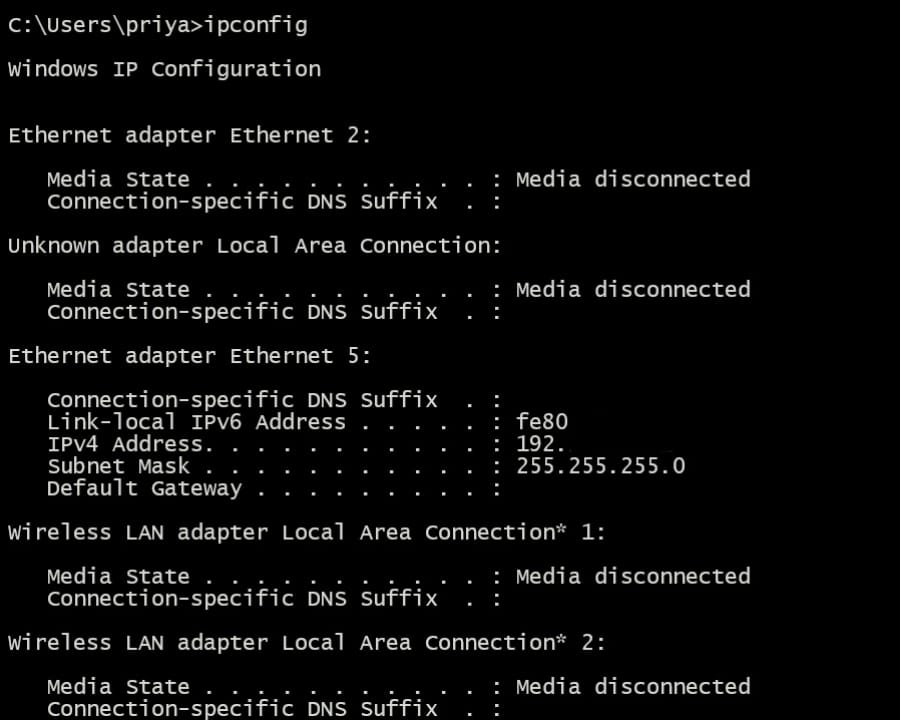 C:\Users\priya>ipconfig
Windows IP Configuration
Ethernet adapter Ethernet 2:
Media State . . . . . . . . . . . : Media disconnected
Connection-specific DNS Suffix  . :
Unknown adapter Local Area Connection:
Media State . . . . . . . . . . . : Media disconnected
Connection-specific DNS Suffix  . :
Ethernet adapter Ethernet 5:
Connection-specific DNS Suffix  . :
Link-local IPv6 Address . . . . . : fe80
IPv4 Address. . . . . . . . . . . : 192.
Subnet Mask . . . . . . . . . . . : 255.255.255.0
Default Gateway . . . . . . . . . :
Wireless LAN adapter Local Area Connection* 1:
Media State . . . . . . . . . . . : Media disconnected
Connection-specific DNS Suffix  . :
Wireless LAN adapter Local Area Connection* 2:
Media State . . . . . . . . . . . : Media disconnected
Connection-specific DNS Suffix  . :